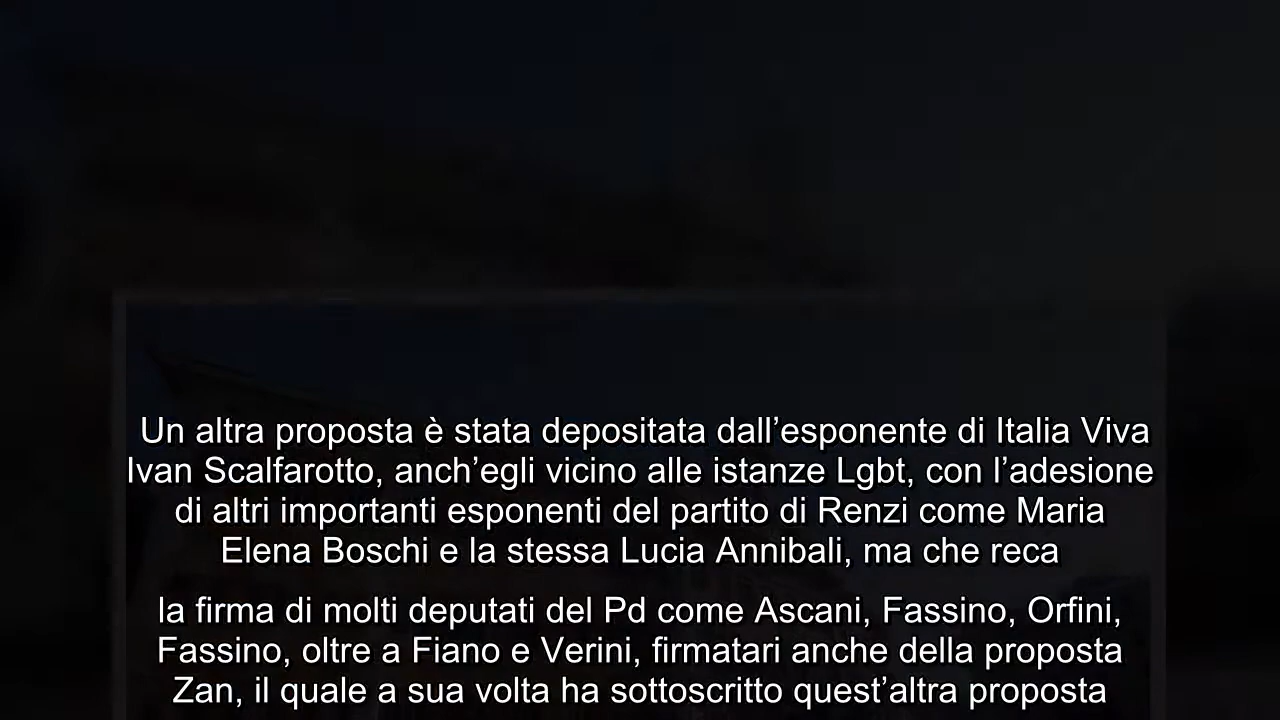 Un altra proposta è stata depositata dall’esponente di Italia Viva
Ivan Scalfarotto, anch’egli vicino alle istanze Lgbt, con l’adesione
di altri importanti esponenti del partito di Renzi come Maria
Elena Boschi e la stessa Lucia Annibali, ma che reca
la firma di molti deputati del Pd come Ascani, Fassino, Orfini,
Fassino, oltre a Fiano e Verini, firmatari anche della proposta
Zan, il quale a sua volta ha sottoscritto quest’altra proposta